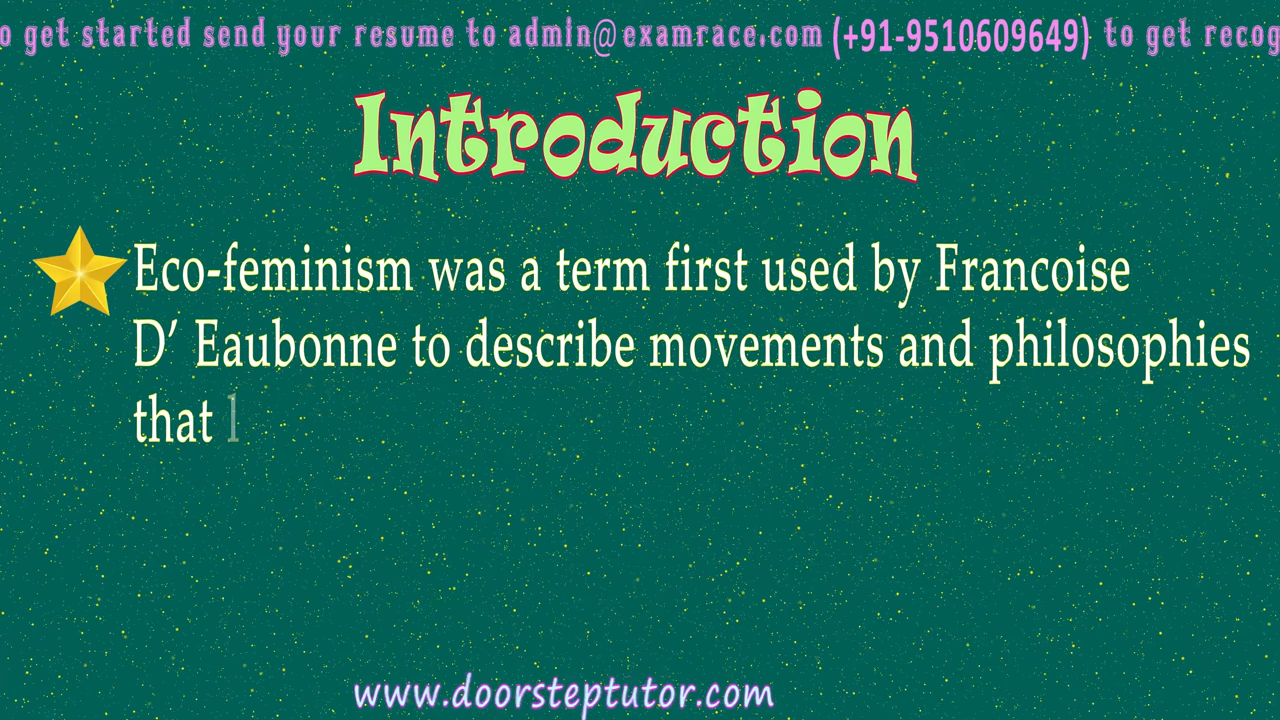 o get started send your resume to admin@examrace.com (+91-9510609649) to get recog
Introduction
Eco-feminism was a term first used by Francoise
D’ Eaubonne to describe movements and philosophies
that l
www.doorsteptutor.com